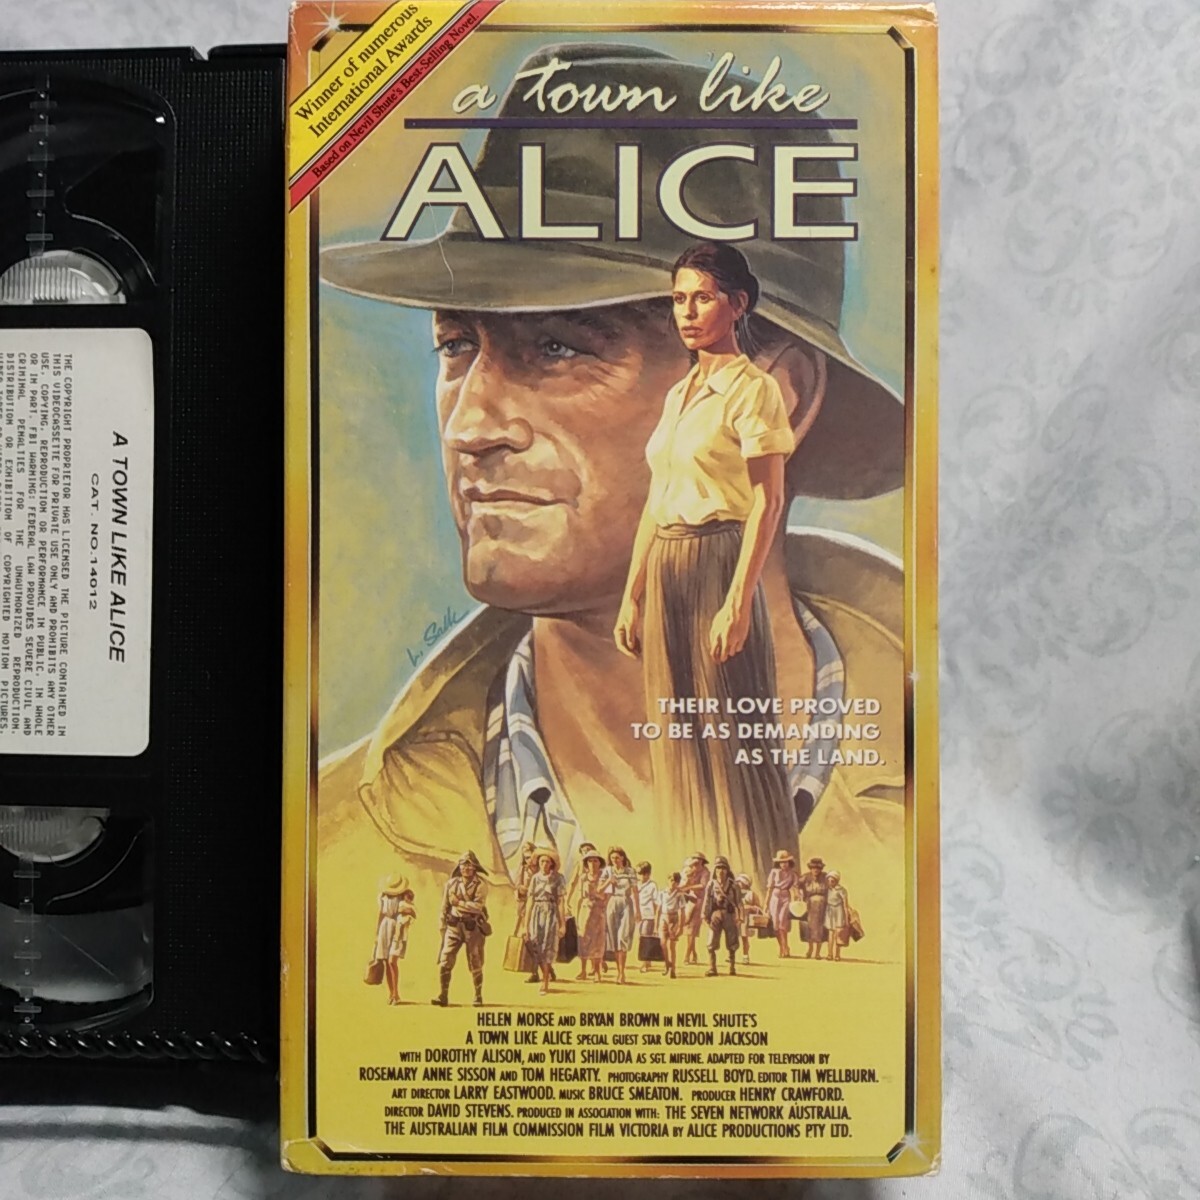 Winner of numerous
International Awards
Based on Nevil Shute's Best-Selling Novel.
a town like
ALICE
THEIR LOVE PROVED
TO BE AS DEMANDING
AS THE LAND.
HELEN MORSE AND BRYAN BROWN IN NEVIL SHUTE'S
A TOWN LIKE ALICE SPECIAL GUEST STAR GORDON JACKSON
WITH DOROTHY ALISON, AND YUKI SHIMODA AS SGT. MIFUNE. ADAPTED FOR TELEVISION BY
ROSEMARY ANNE SISSON AND TOM HEGARTY. PHOTOGRAPHY RUSSELL BOYD. EDITOR TIM WELLBURN.
ART DIRECTOR LARRY EASTWOOD. MUSIC BRUCE SMEATON. PRODUCER HENRY CRAWFORD.
DIRECTOR DAVID STEVENS. PRODUCED IN ASSOCIATION WITH: THE SEVEN NETWORK AUSTRALIA.
THE AUSTRALIAN FILM COMMISSION FILM VICTORIA BY ALICE PRODUCTIONS PTY LTD.
A TOWN LIKE ALICE
CAT. NO.14012
THE COPYRIGHT PROPRIETOR HAS LICENSED THE PICTURE CONTAINED IN
THIS VIDEOCASSETTE FOR PRIVATE USE ONLY AND PROHIBITS ANY OTHER
USE, COPYING, REPRODUCTION OR PERFORMANCE IN PUBLIC, IN WHOLE
OR IN PART. FBI WARNING: FEDERAL LAW PROVIDES SEVERE CIVIL AND
CRIMINAL PENALTIES FOR THE UNAUTHORIZED REPRODUCTION,
DISTRIBUTION OR EXHIBITION OF COPYRIGHTED MOTION PICTURES,